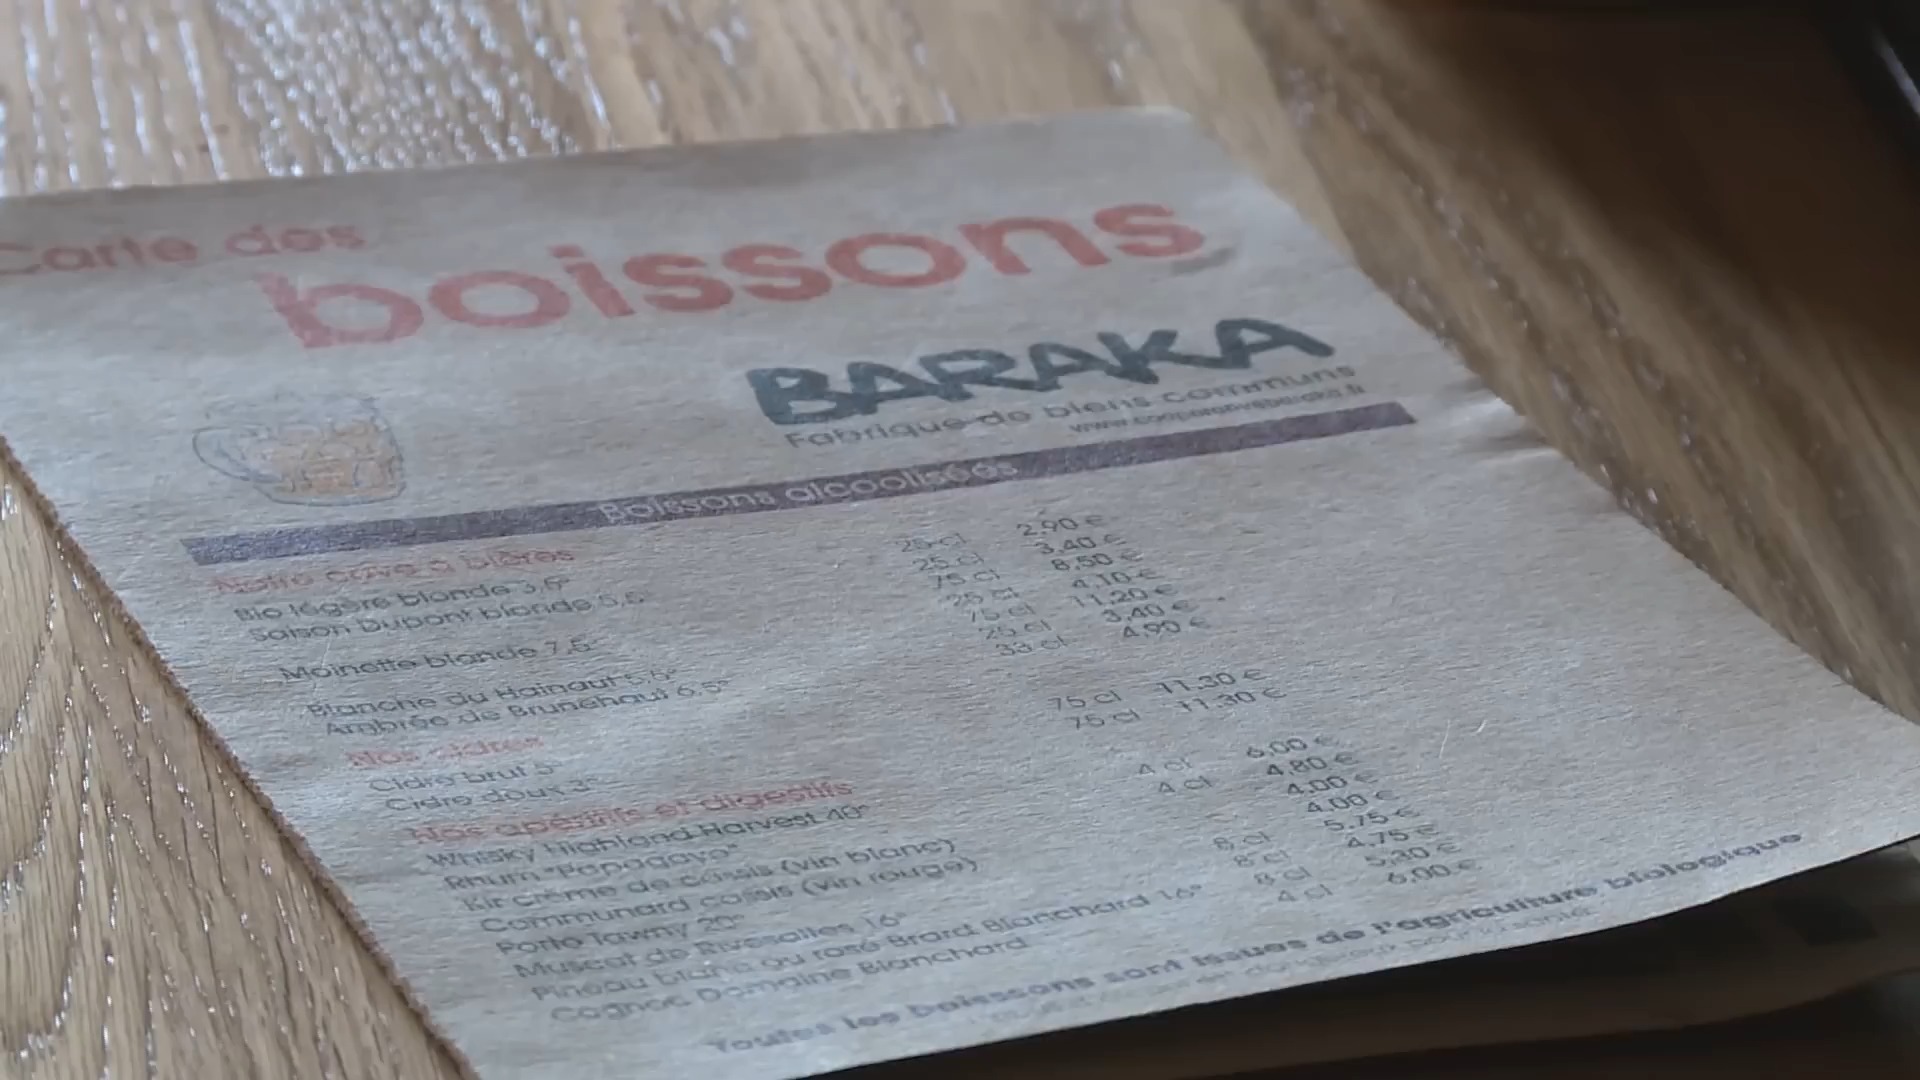 Carte des
boissons
BARAKA
Fabrique de biens communs
www.cooperativebaraka.fr
Boissons alcoolisées
Notre cave à bières
Bio légère blonde 3,5° 25 cl 2,90 €
Saison Dupont blonde 5,5° 25 cl 3,40 €
75 cl 8,50 €
Moinette blonde 7,5° 25 cl 4,10 €
75 cl 11,20 €
Blanche du Hainaut 5,5° 25 cl 3,40 €
Ambrée de Brunehaut 6,5° 33 cl 4,90 €
Nos cidres
Cidre brut 5° 75 cl 11,30 €
Cidre doux 3° 75 cl 11,30 €
Nos apéritifs et digestifs
Whisky Highland Harvest 40° 4 cl 6,00 €
Rhum "Papagayo" 4 cl 4,80 €
Kir crème de cassis (vin blanc) 4,00 €
Communard cassis (vin rouge) 4,00 €
Porto Tawny 20° 8 cl 5,75 €
Muscat de Rivesaltes 16° 8 cl 4,75 €
Pineau blanc ou rosé Brard Blanchard 16° 8 cl 5,30 €
Cognac Domaine Blanchard 4 cl 6,00 €
Toutes les boissons sont issues de l'agriculture biologique